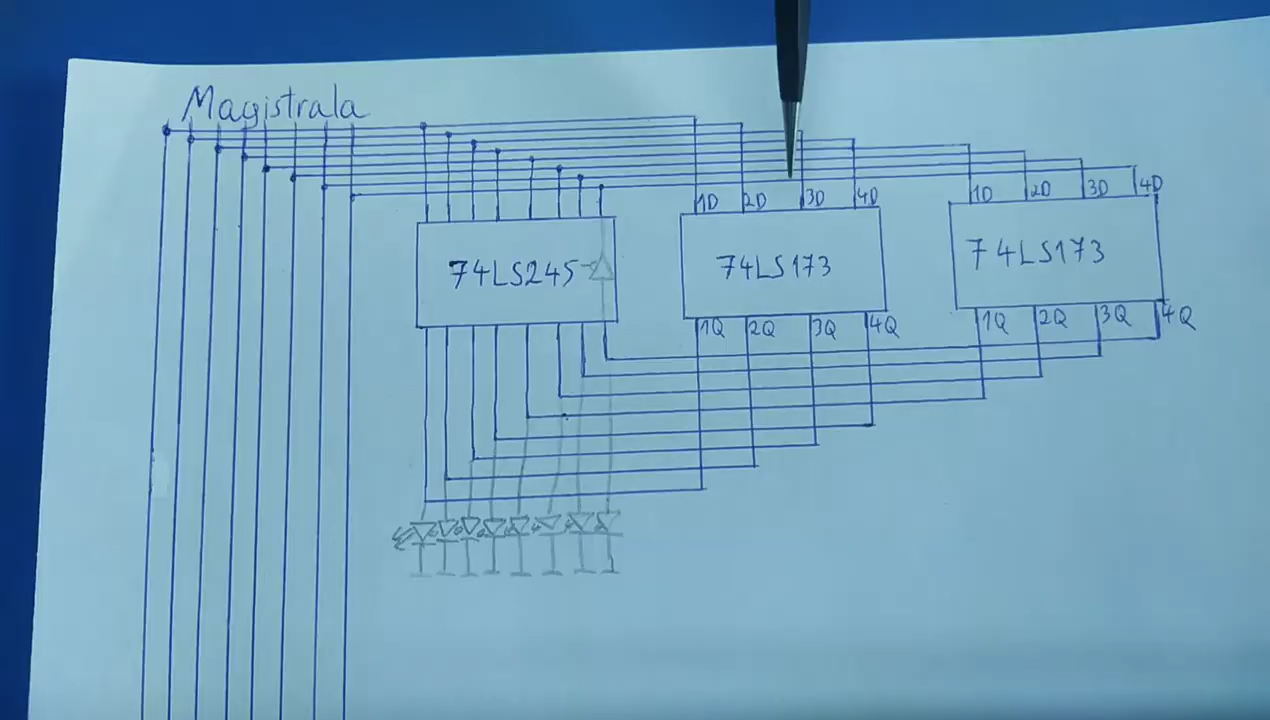 Magistrala
1D 2D 3D 4D
1D 2D 3D 4D
74LS245
74LS173
74LS173
1Q 2Q 3Q 4Q
1Q 2Q 3Q 4Q